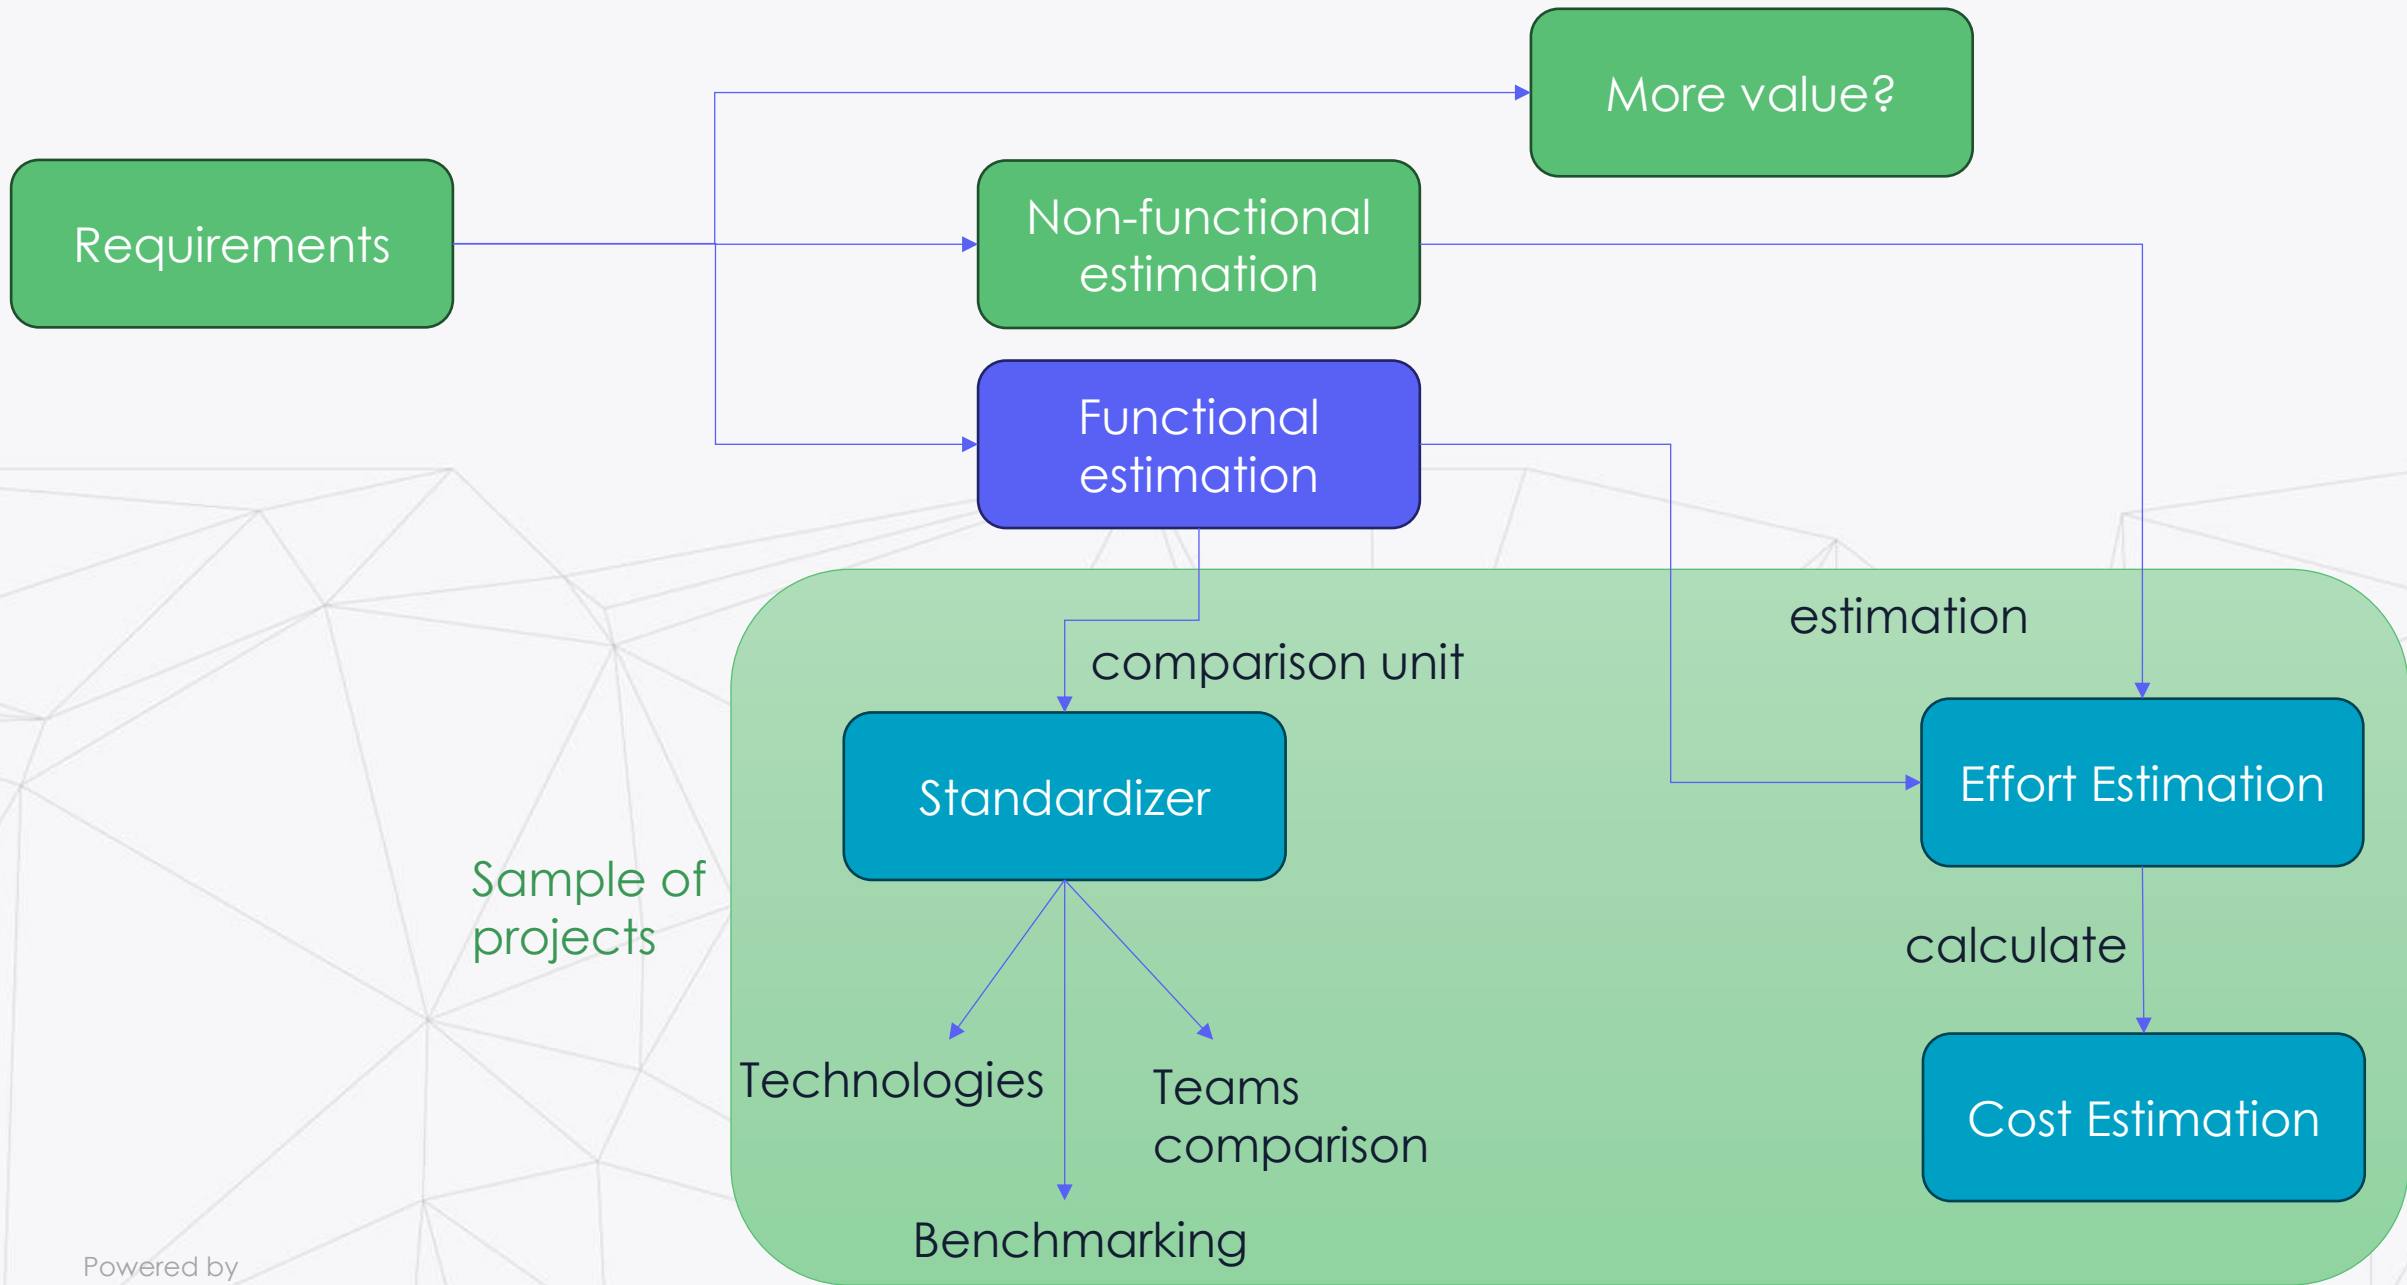 More value?
Requirements
Non-functional
estimation
Functional
estimation
estimation
comparison unit
Standardizer
Effort Estimation
Sample of
projects
calculate
Technologies
Teams
comparison
Cost Estimation
Benchmarking
Powered by